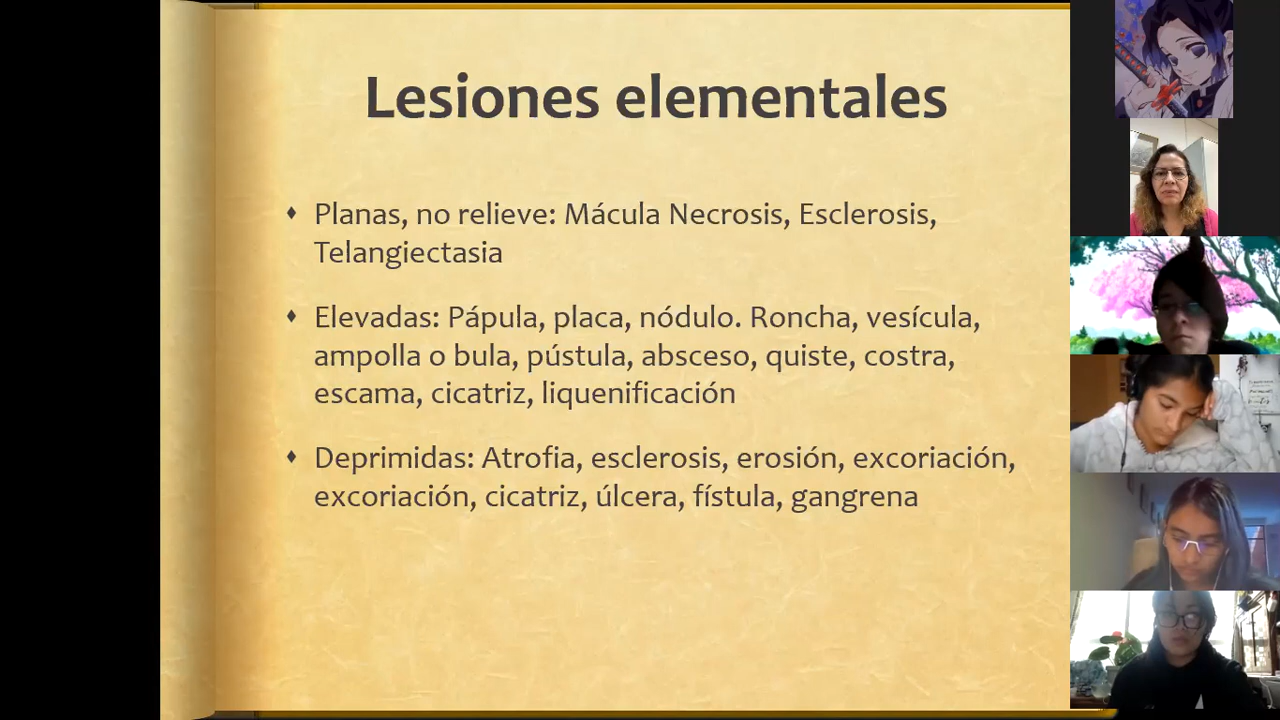 Lesiones elementales
Planas, no relieve: Mácula Necrosis, Esclerosis,
Telangiectasia
Elevadas: Pápula, placa, nódulo. Roncha, vesícula,
ampolla o bula, pústula, absceso, quiste, costra,
escama, cicatriz, liquenificación
Deprimidas: Atrofia, esclerosis, erosión, excoriación,
excoriación, cicatriz, úlcera, fístula, gangrena